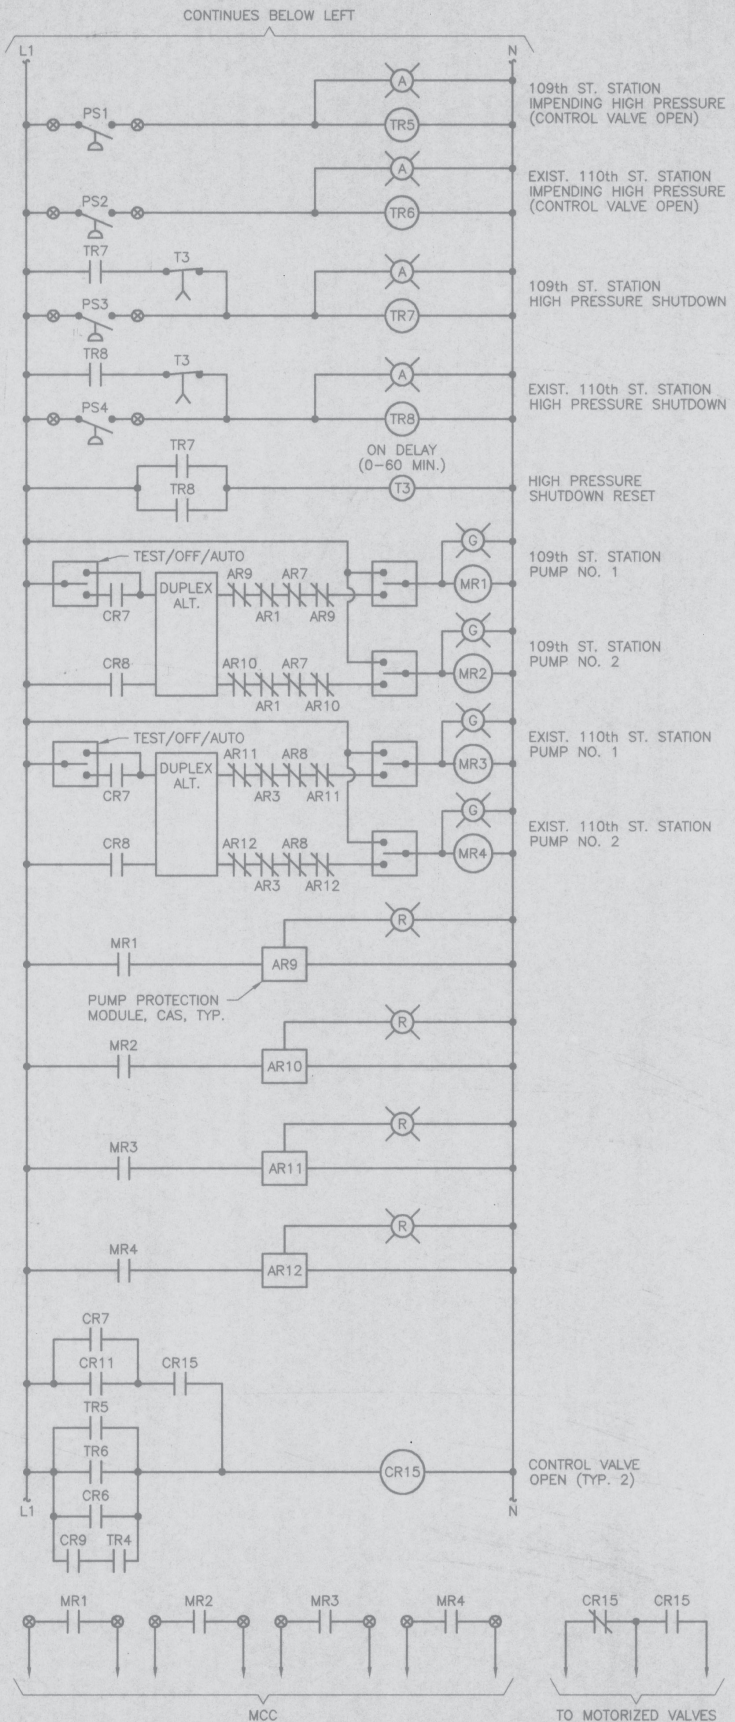 CONTINUES BELOW LEFT
L1
N
A
109th ST. STATION
IMPENDING HIGH PRESSURE
(CONTROL VALVE OPEN)
PS1
TR5
A
EXIST. 110th ST. STATION
IMPENDING HIGH PRESSURE
(CONTROL VALVE OPEN)
PS2
TR6
TR7
T3
A
109th ST. STATION
HIGH PRESSURE SHUTDOWN
PS3
TR7
TR8
T3
A
EXIST. 110th ST. STATION
HIGH PRESSURE SHUTDOWN
PS4
TR8
TR7
ON DELAY
(0-60 MIN.)
TR8
T3
HIGH PRESSURE
SHUTDOWN RESET
G
TEST/OFF/AUTO
109th ST. STATION
PUMP NO. 1
DUPLEX
ALT.
AR9
AR7
MR1
CR7
AR1
AR9
G
109th ST. STATION
PUMP NO. 2
CR8
AR10
AR7
MR2
AR1
AR10
G
TEST/OFF/AUTO
EXIST. 110th ST. STATION
PUMP NO. 1
AR11
AR8
MR3
DUPLEX
ALT.
CR7
AR3
AR11
G
EXIST. 110th ST. STATION
PUMP NO. 2
CR8
AR12
AR8
MR4
AR3
AR12
R
MR1
AR9
PUMP PROTECTION
MODULE, CAS, TYP.
R
MR2
AR10
R
MR3
AR11
R
MR4
AR12
CR7
CR11
CR15
TR5
TR6
CR15
CONTROL VALVE
OPEN (TYP. 2)
CR6
L1
N
CR9
TR4
MR1
MR2
MR3
MR4
CR15
CR15
MCC
TO MOTORIZED VALVES